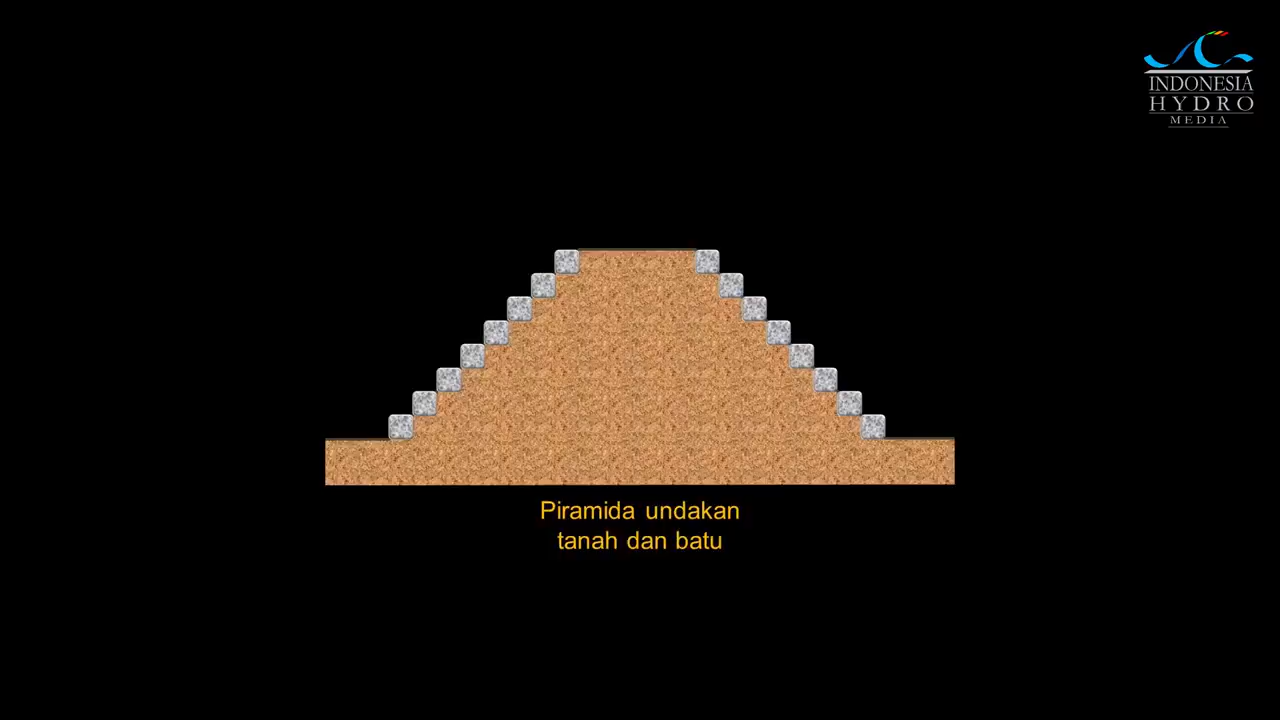 INDONESIA
HYDRO
MEDIA
Piramida undakan
tanah dan batu